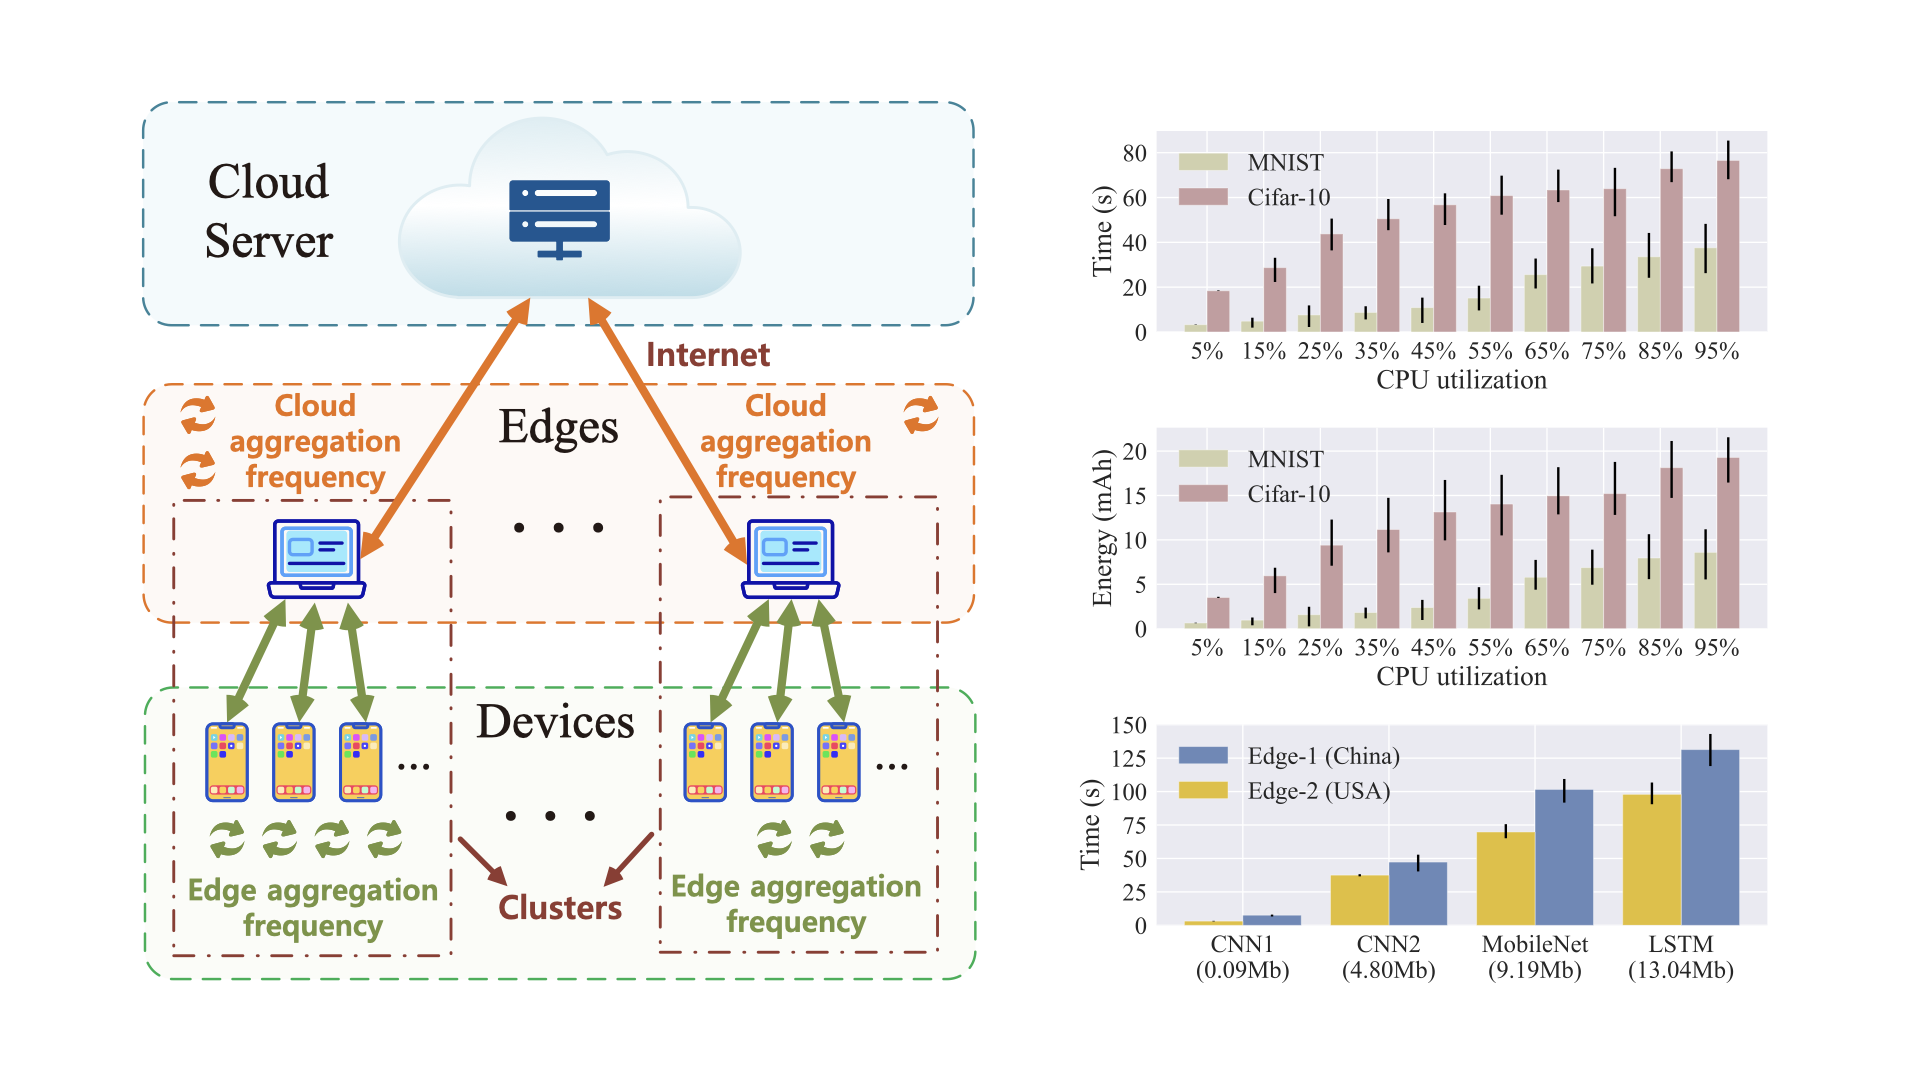 Cloud
Server
Internet
Cloud
aggregation
frequency
Edges
Cloud
aggregation
frequency
. . .
Devices
...
...
. . .
Edge aggregation
frequency
Clusters
Edge aggregation
frequency
80
60
40
20
0
Time (s)
MNIST
Cifar-10
5% 15% 25% 35% 45% 55% 65% 75% 85% 95%
CPU utilization
20
15
10
5
0
Energy (mAh)
MNIST
Cifar-10
5% 15% 25% 35% 45% 55% 65% 75% 85% 95%
CPU utilization
150
125
100
75
50
25
0
Time (s)
Edge-1 (China)
Edge-2 (USA)
CNN1 CNN2 MobileNet LSTM
(0.09Mb) (4.80Mb) (9.19Mb) (13.04Mb)